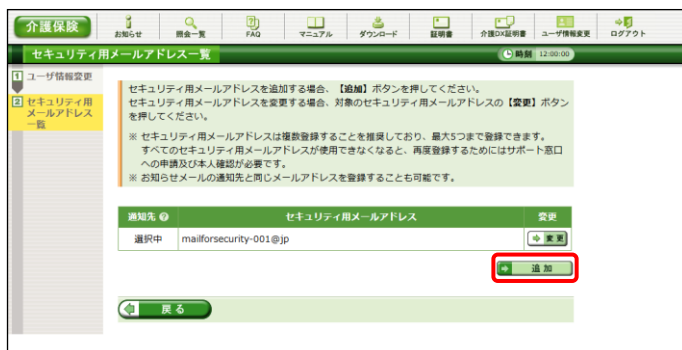 介護保険
お知らせ
照会一覧
FAQ
マニュアル
ダウンロード
証明書
介護DX証明書
ユーザ情報変更
ログアウト
セキュリティ用メールアドレス一覧
時刻 12:00:00
1 ユーザ情報変更
2 セキュリティ用
メールアドレス
一覧
セキュリティ用メールアドレスを追加する場合、【追加】ボタンを押してください。
セキュリティ用メールアドレスを変更する場合、対象のセキュリティ用メールアドレスの【変更】ボタン
を押してください。
※ セキュリティ用メールアドレスは複数登録することを推奨しており、最大5つまで登録できます。
すべてのセキュリティ用メールアドレスが使用できなくなると、再度登録するためにはサポート窓口
への申請及び本人確認が必要です。
※ お知らせメールの通知先と同じメールアドレスを登録することも可能です。
通知先 ? セキュリティ用メールアドレス 変更
選択中 mailforsecurity-001@jp 変更
追加
戻る